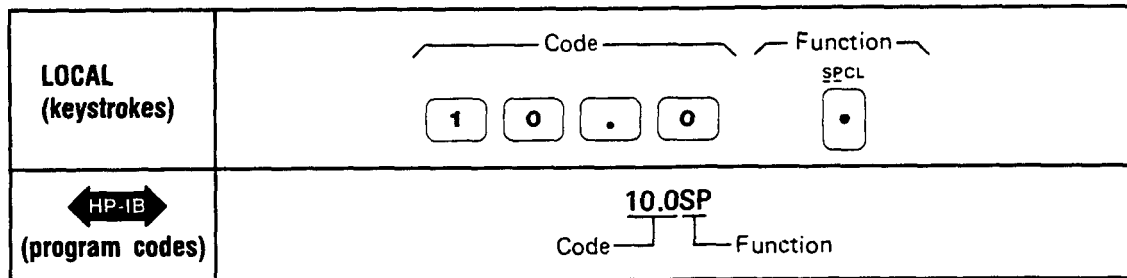 LOCAL
(keystrokes)
Code
Function
SPCL
1 0 . 0
HP-IB
(program codes)
10.0SP
Code
Function